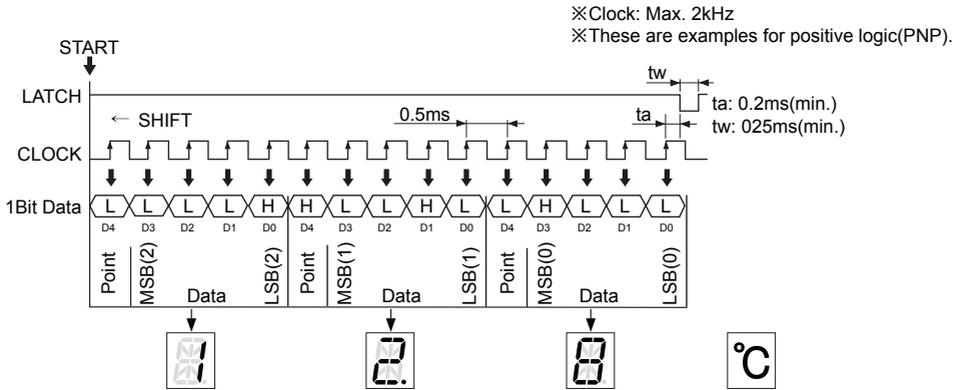 ※Clock: Max. 2kHz
※These are examples for positive logic(PNP).
START
LATCH
tw
ta: 0.2ms(min.)
tw: 025ms(min.)
← SHIFT
0.5ms
ta
CLOCK
1Bit Data L L L L H H L L H L L H L L L
D4 D3 D2 D1 D0 D4 D3 D2 D1 D0 D4 D3 D2 D1 D0
Point MSB(2) Data LSB(2) Point MSB(1) Data LSB(1) Point MSB(0) Data LSB(0)
1 2. 8 °C